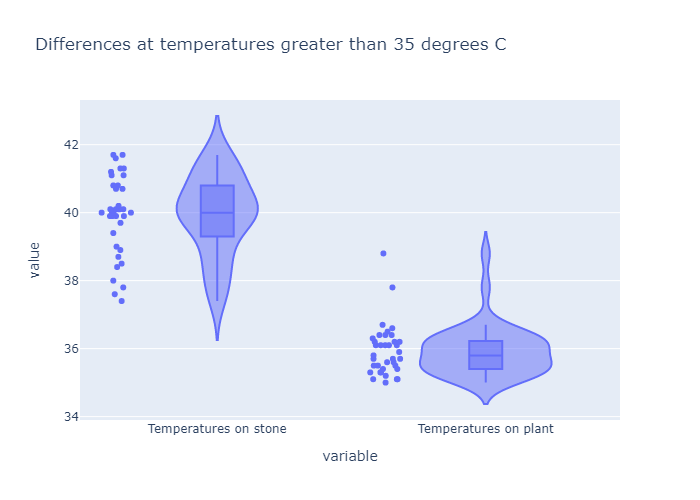 Differences at temperatures greater than 35 degrees C
42
40
38
36
34
value
Temperatures on stone
Temperatures on plant
variable